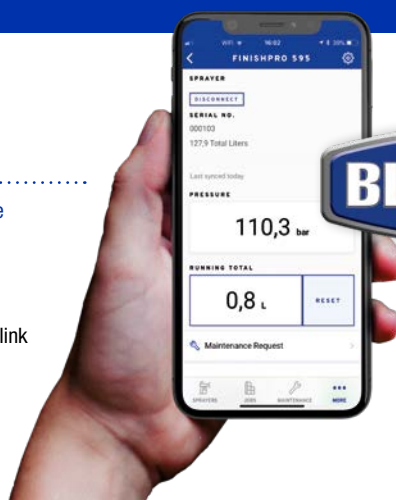 WiFi 16:02 39%
FINISHPRO 595
SPRAYER
DISCONNECT
SERIAL NO.
000103
127,9 Total Liters
Last synced today
PRESSURE
110,3 bar
RUNNING TOTAL
0,8 L
RESET
Maintenance Request
SPRAYERS JOBS MAINTENANCE MORE
link